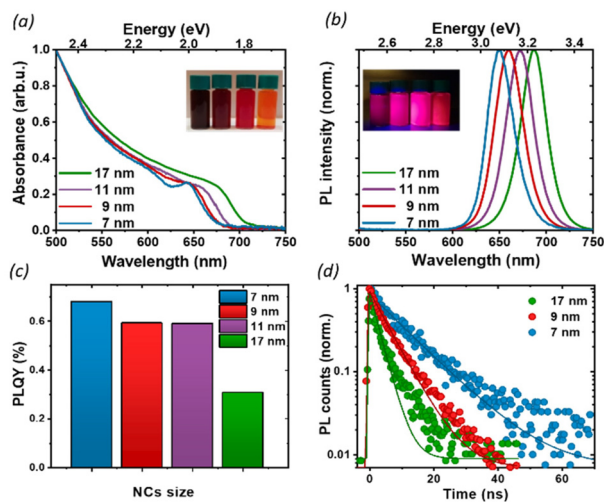 (a)
Energy (eV)
2.4 2.2 2.0 1.8
Absorbance (arb.u.)
1.0
0.8
0.6
0.4
0.2
0.0
17 nm
11 nm
9 nm
7 nm
500 550 600 650 700 750
Wavelength (nm)
(b)
Energy (eV)
2.6 2.8 3.0 3.2 3.4
PL intensity (norm.)
17 nm
11 nm
9 nm
7 nm
500 550 600 650 700 750
Wavelength (nm)
(c)
PLQY (%)
0.6
0.6
0.2
0.0
7 nm
9 nm
11 nm
17 nm
NCs size
(d)
PL counts (norm.)
1
0.1
0.01
17 nm
9 nm
7 nm
0 20 40 60
Time (ns)